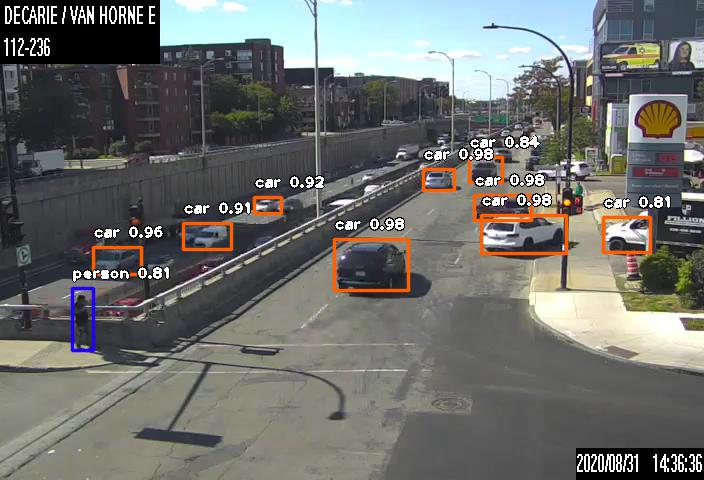 DECARIE / VAN HORNE E
112-236
car 0.84
car 0.98
car 0.98
car 0.92
car 0.98
car 0.81
car 0.91
car 0.98
car 0.96
person 0.81
FILLION
2020/08/31 14:36:36